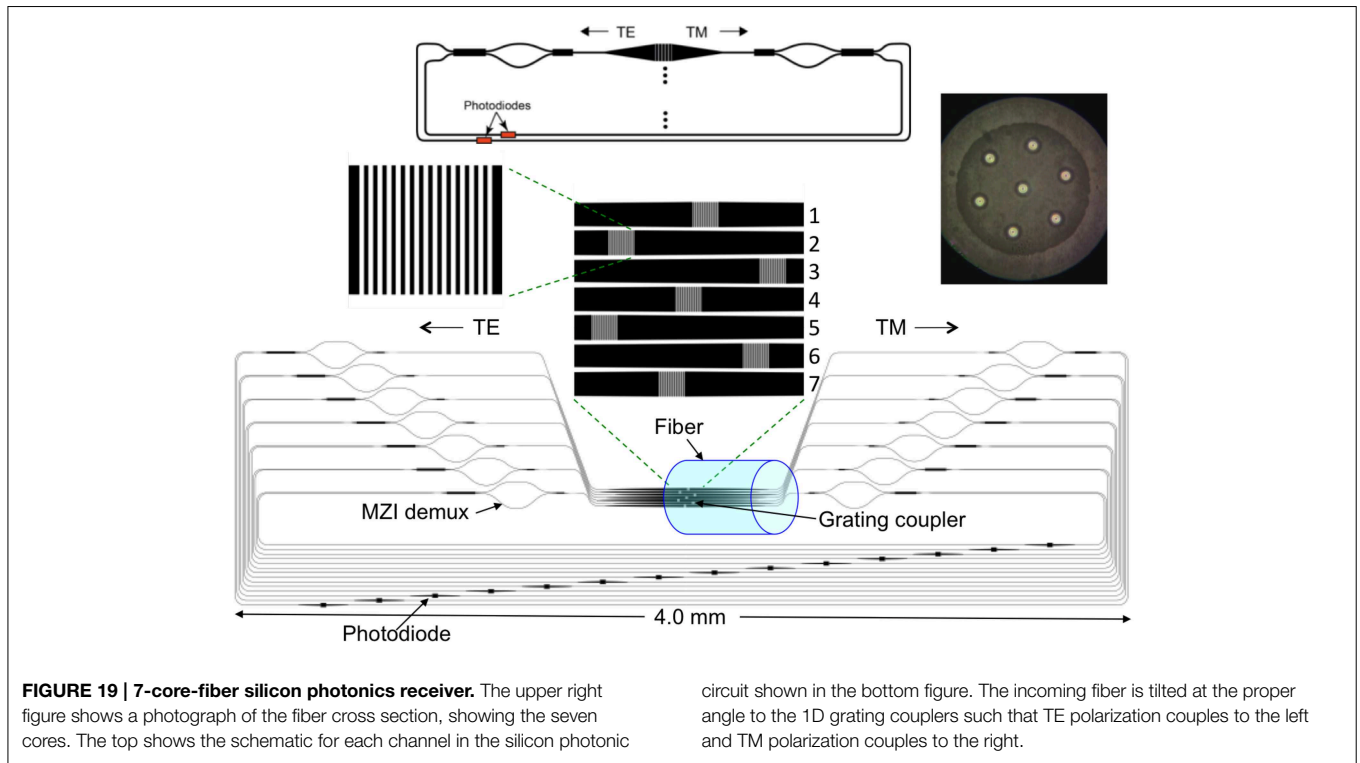 ← TE TM →
Photodiodes
1
2
3
4
5
6
7
← TE
TM →
Fiber
MZI demux
Grating coupler
4.0 mm
Photodiode
FIGURE 19 | 7-core-fiber silicon photonics receiver. The upper right
figure shows a photograph of the fiber cross section, showing the seven
cores. The top shows the schematic for each channel in the silicon photonic
circuit shown in the bottom figure. The incoming fiber is tilted at the proper
angle to the 1D grating couplers such that TE polarization couples to the left
and TM polarization couples to the right.